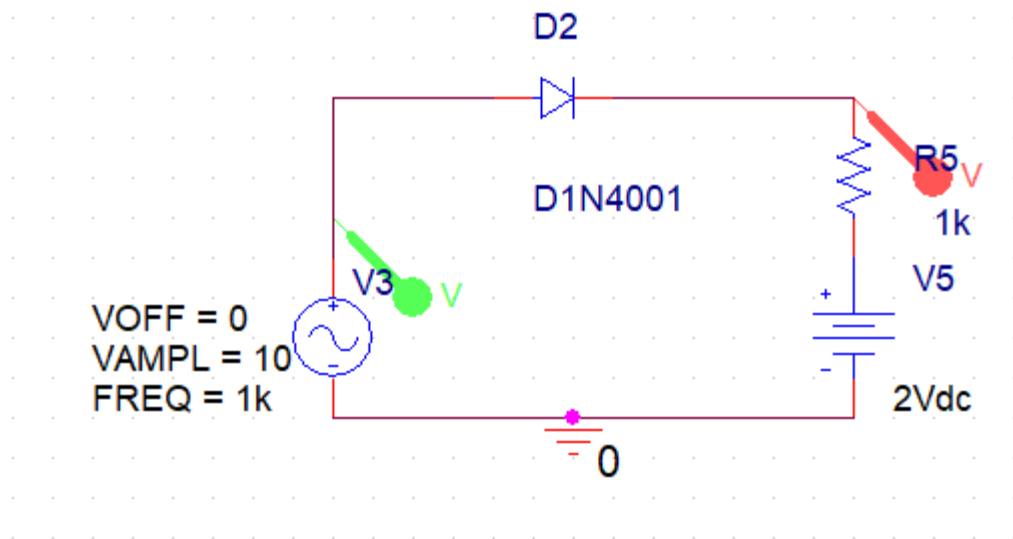 D2
R5
V
D1N4001
1k
V3
V
V5
+
+
VOFF = 0
VAMPL = 10
-
-
FREQ = 1k
2Vdc
0